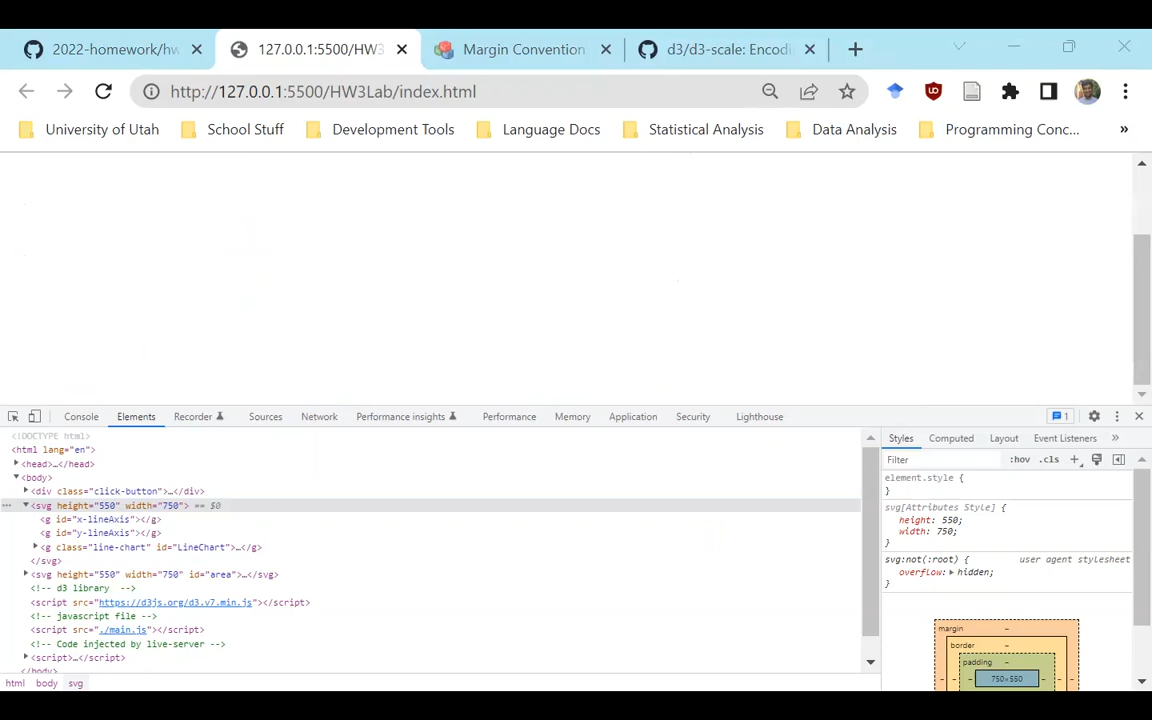 2022-homework/hw
127.0.0.1:5500/HW3
Margin Convention
d3/d3-scale: Encodi
http://127.0.0.1:5500/HW3Lab/index.html
University of Utah
School Stuff
Development Tools
Language Docs
Statistical Analysis
Data Analysis
Programming Conc...
»
Console
Elements
Recorder
Sources
Network
Performance insights
Performance
Memory
Application
Security
Lighthouse
1
<!DOCTYPE html>
<html lang="en">
<head>…</head>
<body>
<div class="click-button">…</div>
<svg height="550" width="750"> == $0
<g id="x-lineAxis"></g>
<g id="y-lineAxis"></g>
<g class="line-chart" id="LineChart">…</g>
</svg>
<svg height="550" width="750" id="area">…</svg>
<!-- d3 library -->
<script src="https://d3js.org/d3.v7.min.js"></script>
<!-- javascript file -->
<script src="./main.js"></script>
<!-- Code injected by live-server -->
<script>…</script>
</body>
html body svg
Styles
Computed
Layout
Event Listeners
»
Filter
:hov .cls +
element.style {
}
svg[Attributes Style] {
height: 550;
width: 750;
}
svg:not(:root) { user agent stylesheet
overflow: hidden;
}
margin
border
padding
750×550